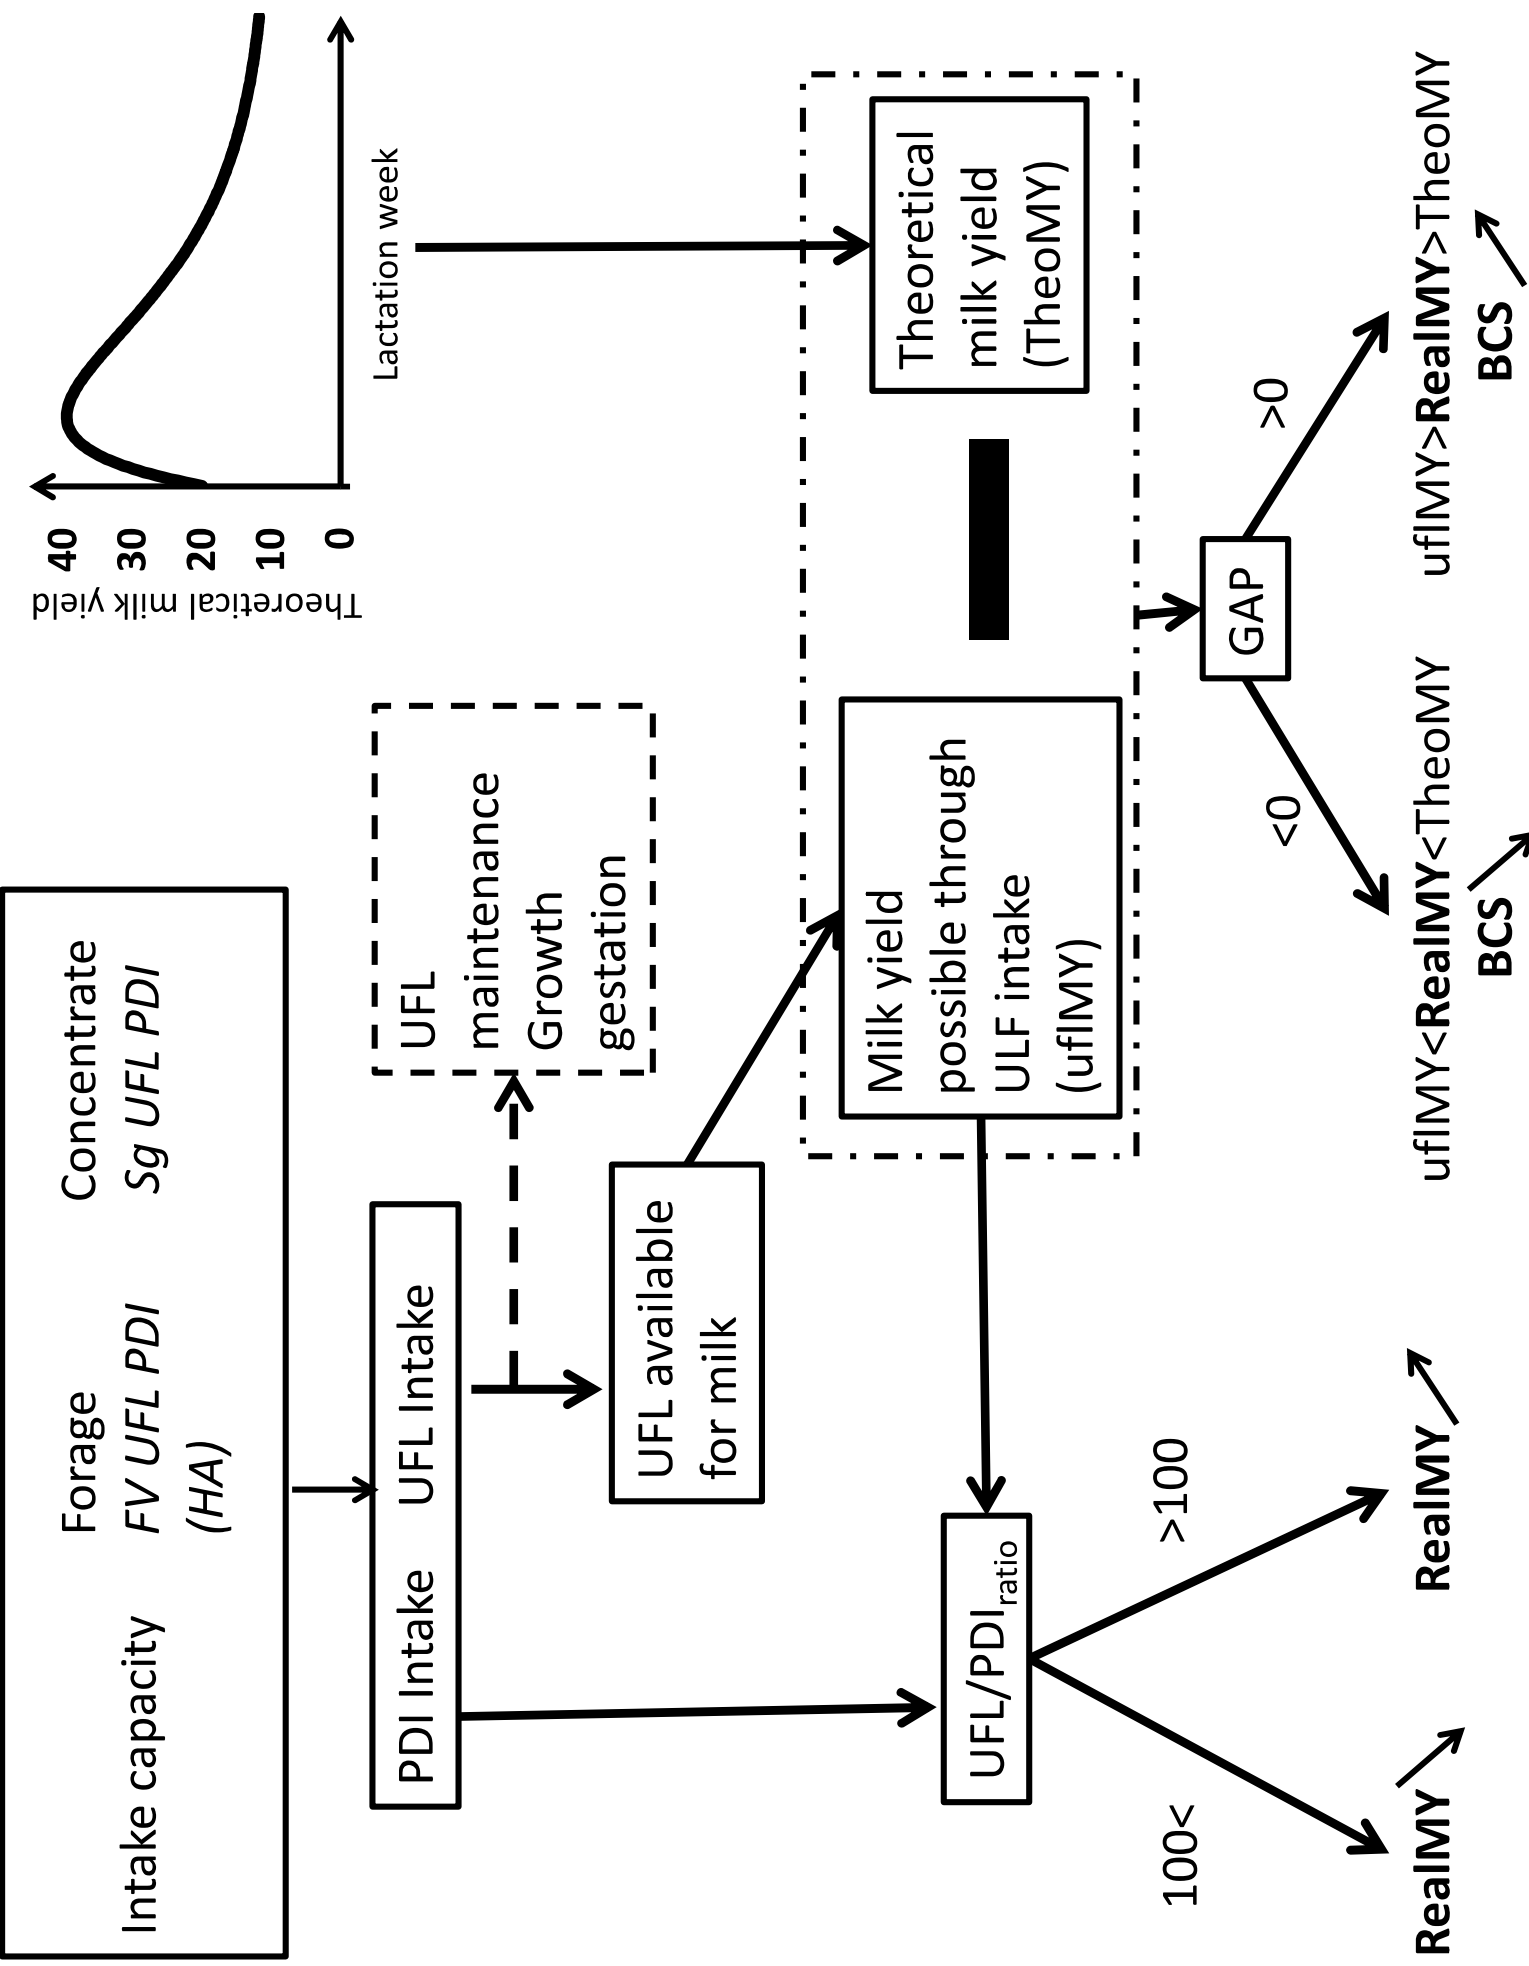 Intake capacity
Forage
FV UFL PDI
(HA)
Concentrate
Sg UFL PDI
Theoretical milk yield
40
30
20
10
0
Lactation week
PDI Intake UFL Intake
UFL
maintenance
Growth
gestation
UFL available
for milk
Milk yield
possible through
ULF intake
(uflMY)
Theoretical
milk yield
(TheoMY)
UFL/PDIratio
GAP
100<
>100
<0
>0
RealMY
RealMY
uflMY<RealMY<TheoMY
BCS
uflMY>RealMY>TheoMY
BCS